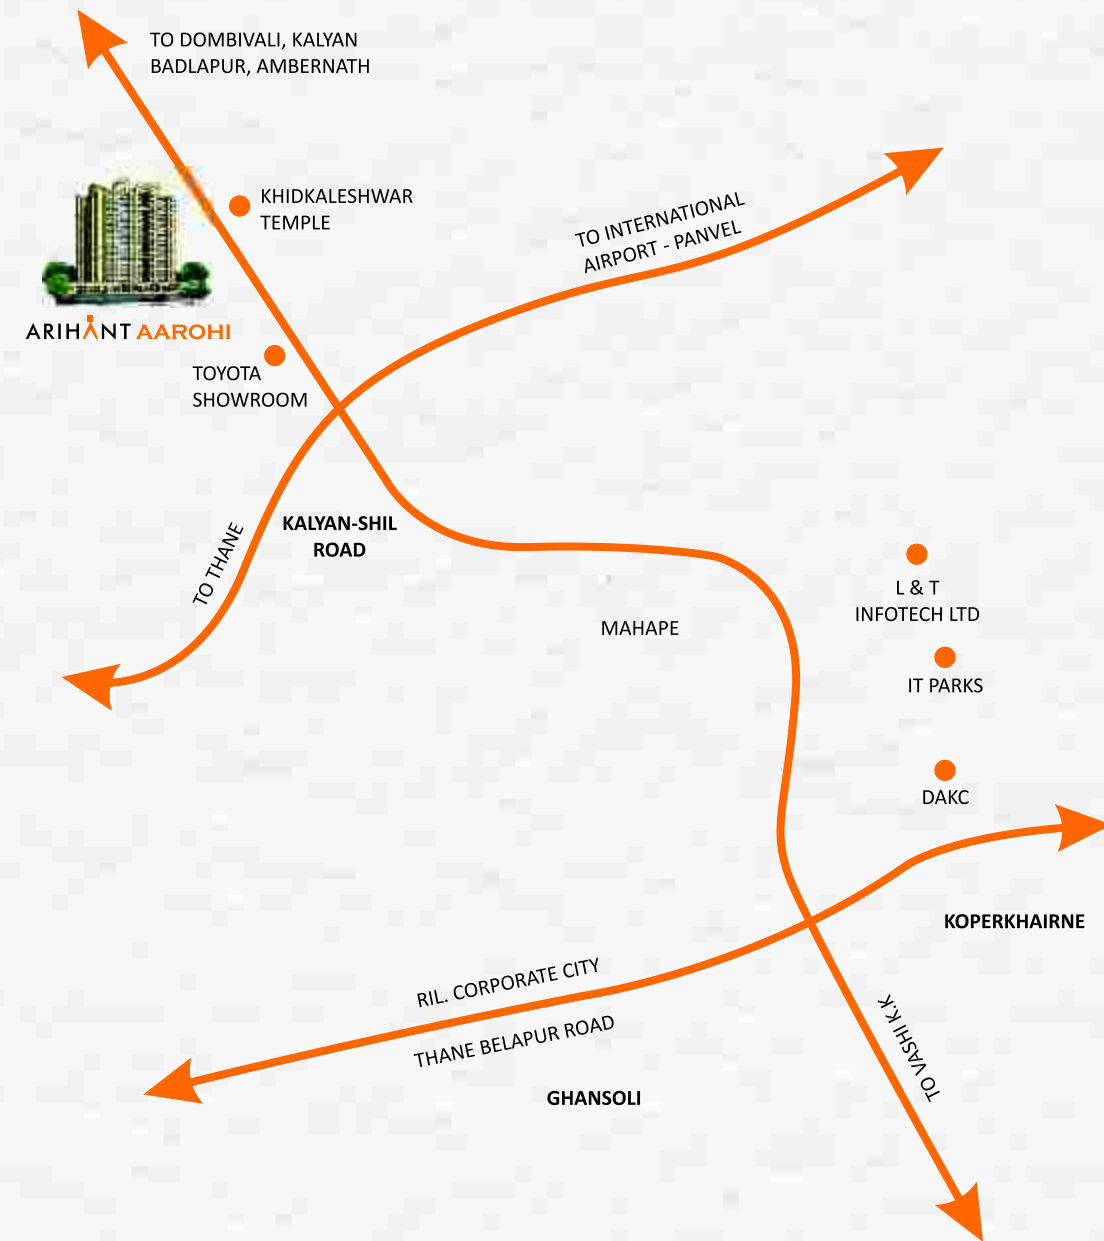 TO DOMBIVALI, KALYAN
BADLAPUR, AMBERNATH
KHIDKALESHWAR
TEMPLE
TO INTERNATIONAL
AIRPORT - PANVEL
ARIHANT AAROHI
TOYOTA
SHOWROOM
TO THANE
KALYAN-SHIL
ROAD
MAHAPE
L & T
INFOTECH LTD
IT PARKS
DAKC
KOPERKHAIRNE
RIL. CORPORATE CITY
THANE BELAPUR ROAD
TO VASHI K.K
GHANSOLI